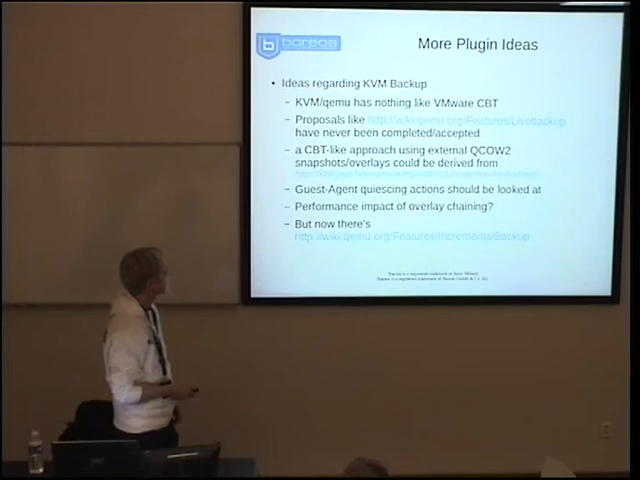 bareos
More Plugin Ideas
• Ideas regarding KVM Backup
– KVM/qemu has nothing like VMware CBT
– Proposals like http://wiki.qemu.org/Features/Livebackup
have never been completed/accepted
– a CBT-like approach using external QCOW2
snapshots/overlays could be derived from
– Guest-Agent quiescing actions should be looked at
– Performance impact of overlay chaining?
– But now there's
http://wiki.qemu.org/Features/IncrementalBackup